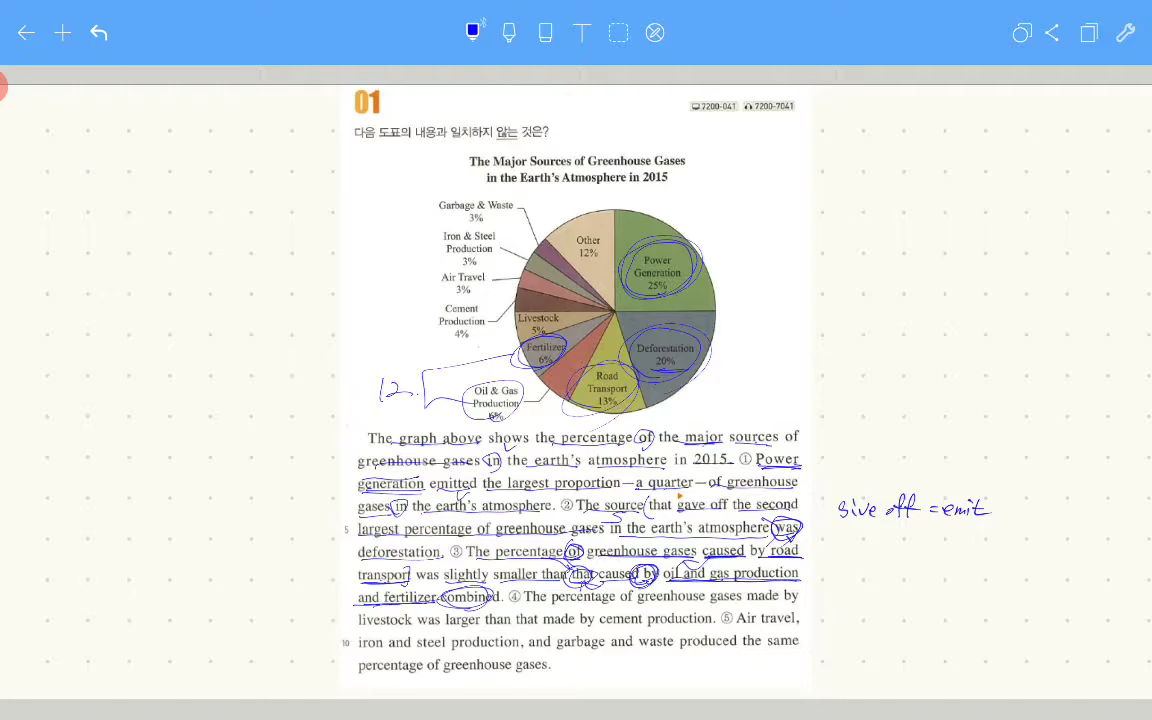 01
7200-041 7200-7041
다음 도표의 내용과 일치하지 않는 것은?
The Major Sources of Greenhouse Gases
in the Earth's Atmosphere in 2015
Garbage & Waste
3%
Iron & Steel
Production
3%
Air Travel
3%
Cement
Production
4%
Other
12%
Power
Generation
25%
Livestock
5%
Fertilizer
6%
Deforestation
20%
Road
Transport
13%
Oil & Gas
Production
6%
12.
The graph above shows the percentage of the major sources of
greenhouse gases in the earth's atmosphere in 2015. ① Power
generation emitted the largest proportion—a quarter—of greenhouse
gases in the earth's atmosphere. ② The source that gave off the second
5 largest percentage of greenhouse gases in the earth's atmosphere was
deforestation. ③ The percentage of greenhouse gases caused by road
transport was slightly smaller than that caused by oil and gas production
and fertilizer combined. ④ The percentage of greenhouse gases made by
livestock was larger than that made by cement production. ⑤ Air travel,
10 iron and steel production, and garbage and waste produced the same
percentage of greenhouse gases.
give off = emit